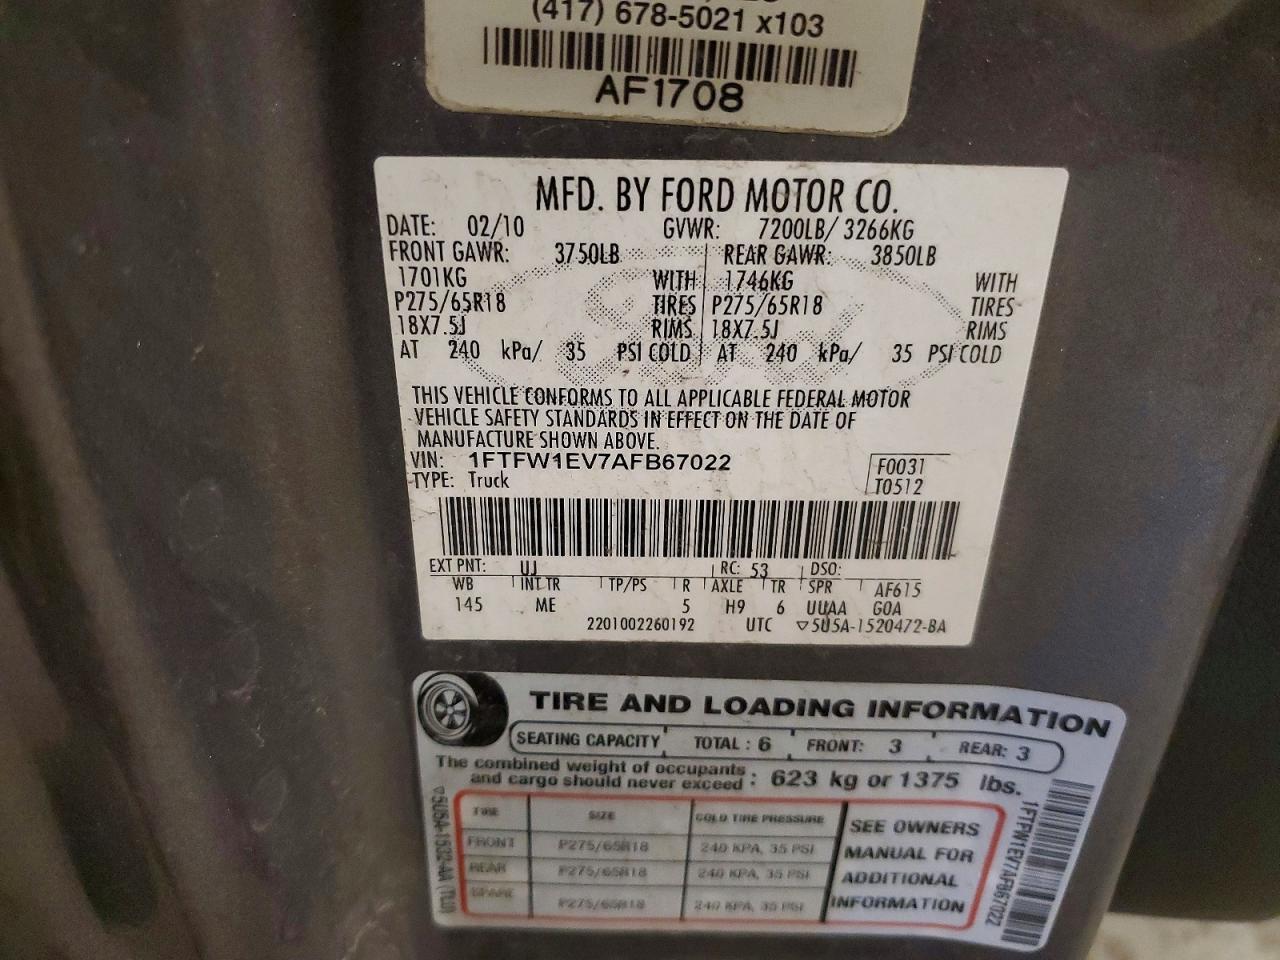 (417) 678-5021 x103
AF1708
MFD. BY FORD MOTOR CO.
DATE: 02/10 GVWR: 7200LB/ 3266KG
FRONT GAWR: 3750LB REAR GAWR: 3850LB
1701KG WITH 1746KG WITH
P275/65R18 TIRES P275/65R18 TIRES
18X7.5J RIMS 18X7.5J RIMS
AT 240 kPa/ 35 PSI COLD AT 240 kPa/ 35 PSI COLD
THIS VEHICLE CONFORMS TO ALL APPLICABLE FEDERAL MOTOR
VEHICLE SAFETY STANDARDS IN EFFECT ON THE DATE OF
MANUFACTURE SHOWN ABOVE.
VIN: 1FTFW1EV7AFB67022 F0031
TYPE: Truck T0512
EXT PNT: UJ RC: 53 DSO:
WB INT TR TP/PS R AXLE TR SPR AF615
145 ME 5 H9 6 UUAA G0A
2201002260192 UTC ▽5U5A-1520472-BA
TIRE AND LOADING INFORMATION
SEATING CAPACITY TOTAL : 6 FRONT: 3 REAR: 3
The combined weight of occupants
and cargo should never exceed : 623 kg or 1375 lbs.
TIRE SIZE COLD TIRE PRESSURE SEE OWNERS
FRONT P275/65R18 240 KPA, 35 PSI MANUAL FOR
REAR P275/65R18 240 KPA, 35 PSI ADDITIONAL
SPARE P275/65R18 240 KPA, 35 PSI INFORMATION
▽5U5A-1532-AA (TLU)
1FTFW1EV7AFB67022